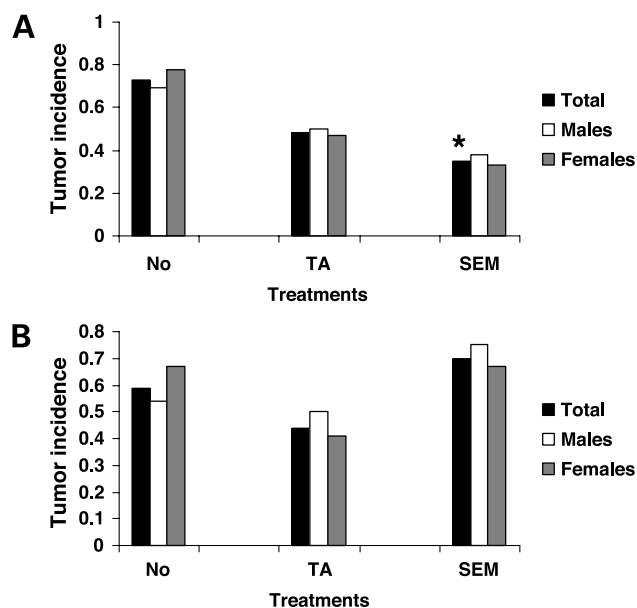 A
Tumor incidence
1
0.8
0.6
0.4
0.2
0
*
No
TA
SEM
Treatments
Total
Males
Females
B
Tumor incidence
0.8
0.7
0.6
0.5
0.4
0.3
0.2
0.1
0
No
TA
SEM
Treatments
Total
Males
Females